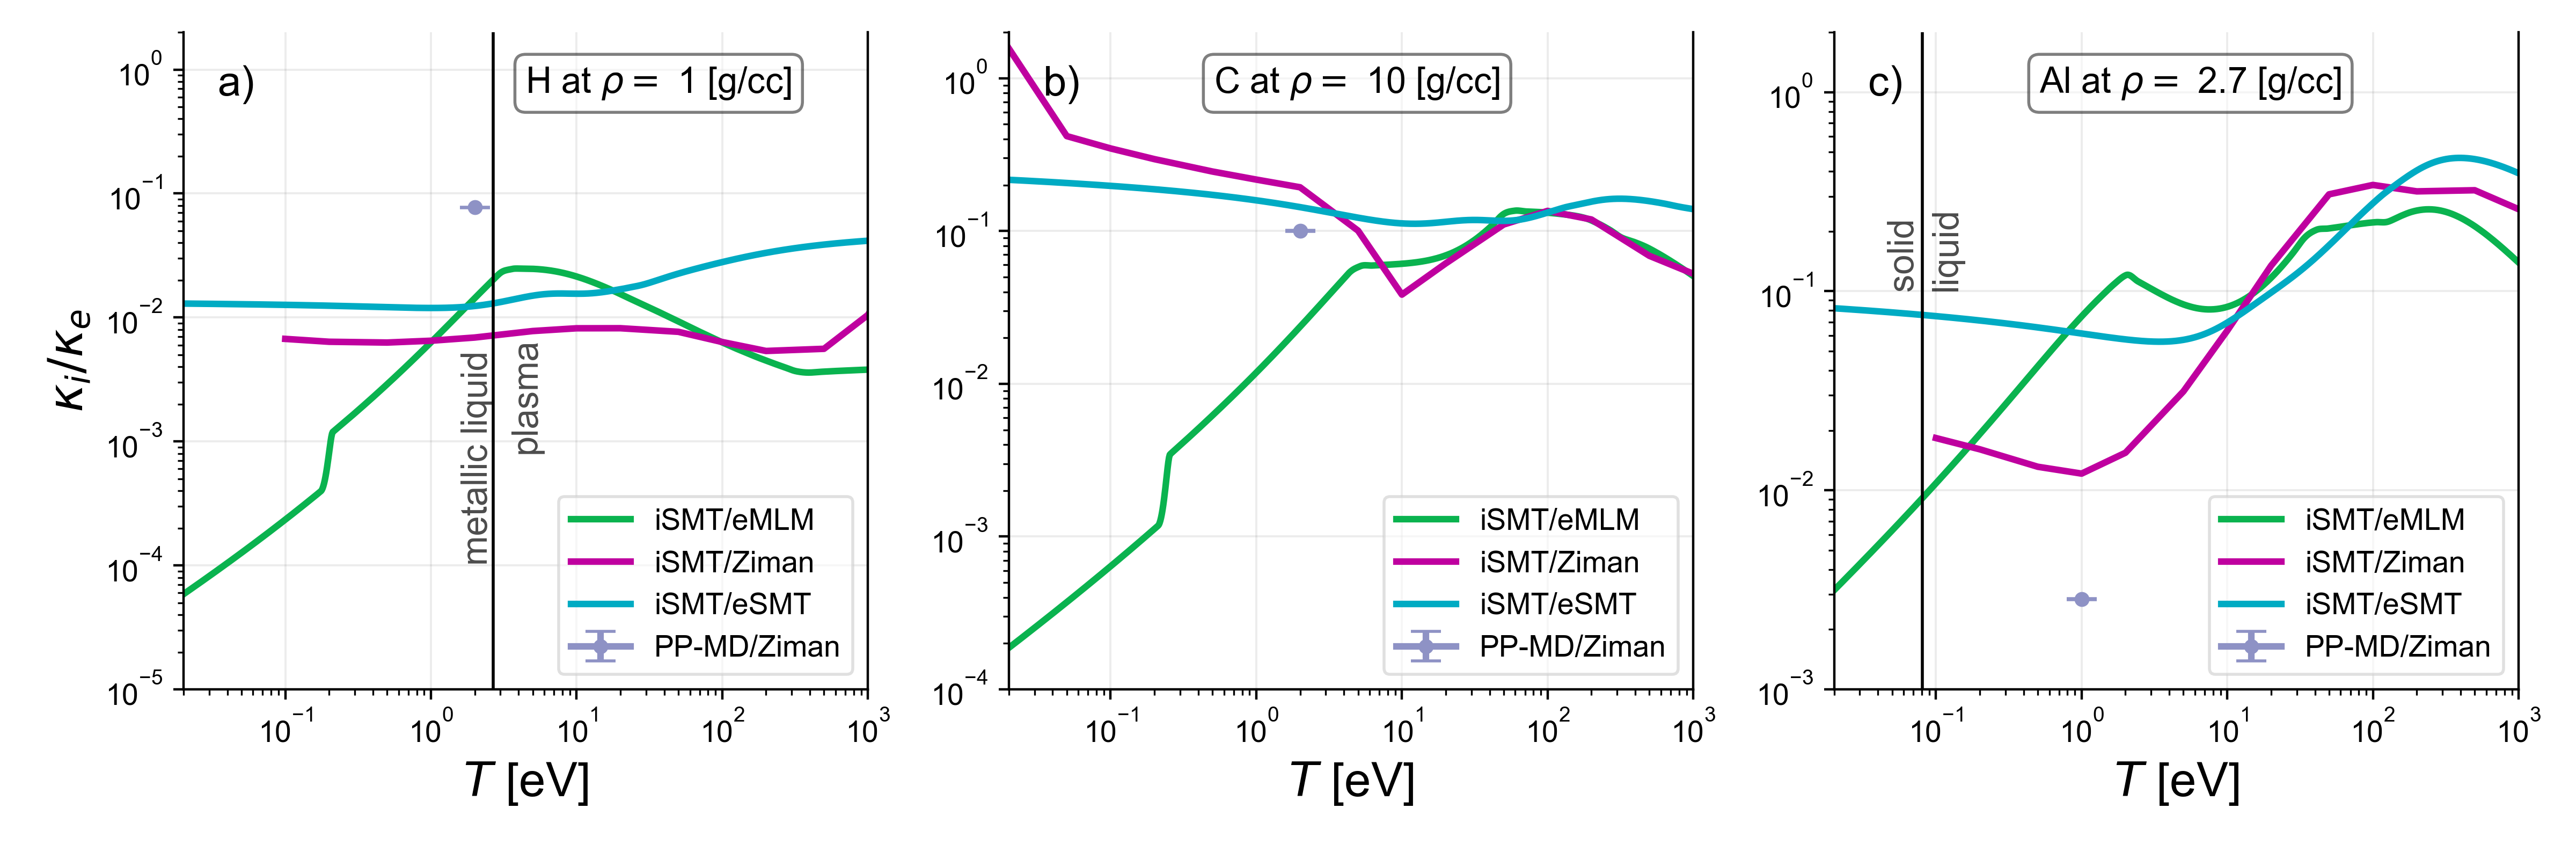 κi/κe
a)
H at ρ = 1 [g/cc]
10^0
10^−1
10^−2
10^−3
10^−4
10^−5
metallic liquid
plasma
iSMT/eMLM
iSMT/Ziman
iSMT/eSMT
PP-MD/Ziman
10^−1 10^0 10^1 10^2 10^3
T [eV]
b)
C at ρ = 10 [g/cc]
10^0
10^−1
10^−2
10^−3
10^−4
iSMT/eMLM
iSMT/Ziman
iSMT/eSMT
PP-MD/Ziman
10^−1 10^0 10^1 10^2 10^3
T [eV]
c)
Al at ρ = 2.7 [g/cc]
10^0
10^−1
10^−2
10^−3
solid
liquid
iSMT/eMLM
iSMT/Ziman
iSMT/eSMT
PP-MD/Ziman
10^−1 10^0 10^1 10^2 10^3
T [eV]